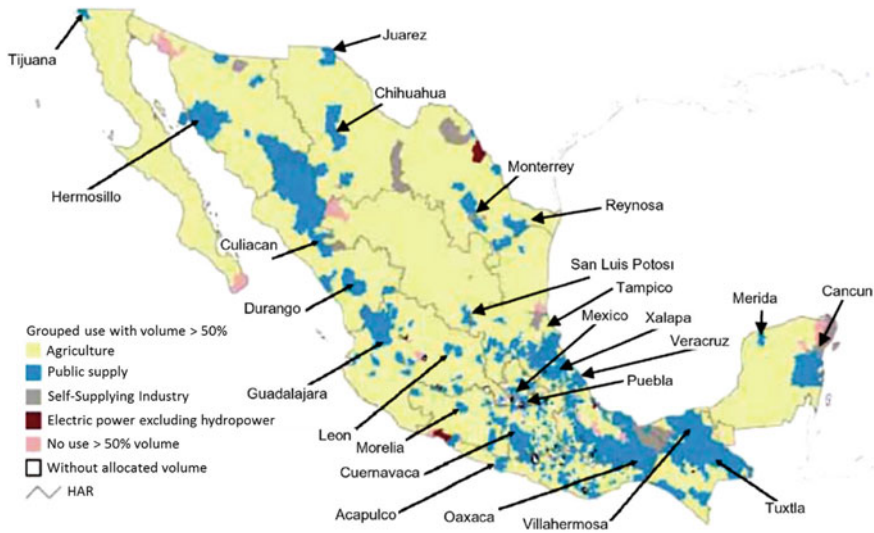 Juarez
Tijuana
Chihuahua
Monterrey
Hermosillo
Reynosa
Culiacan
San Luis Potosı
Tampico
Merida
Cancun
Durango
Mexico
Xalapa
Veracruz
Grouped use with volume > 50%
Agriculture
Public supply
Self-Supplying Industry
Electric power excluding hydropower
No use > 50% volume
Without allocated volume
HAR
Guadalajara
Puebla
Leon
Morelia
Cuernavaca
Acapulco
Oaxaca
Villahermosa
Tuxtla